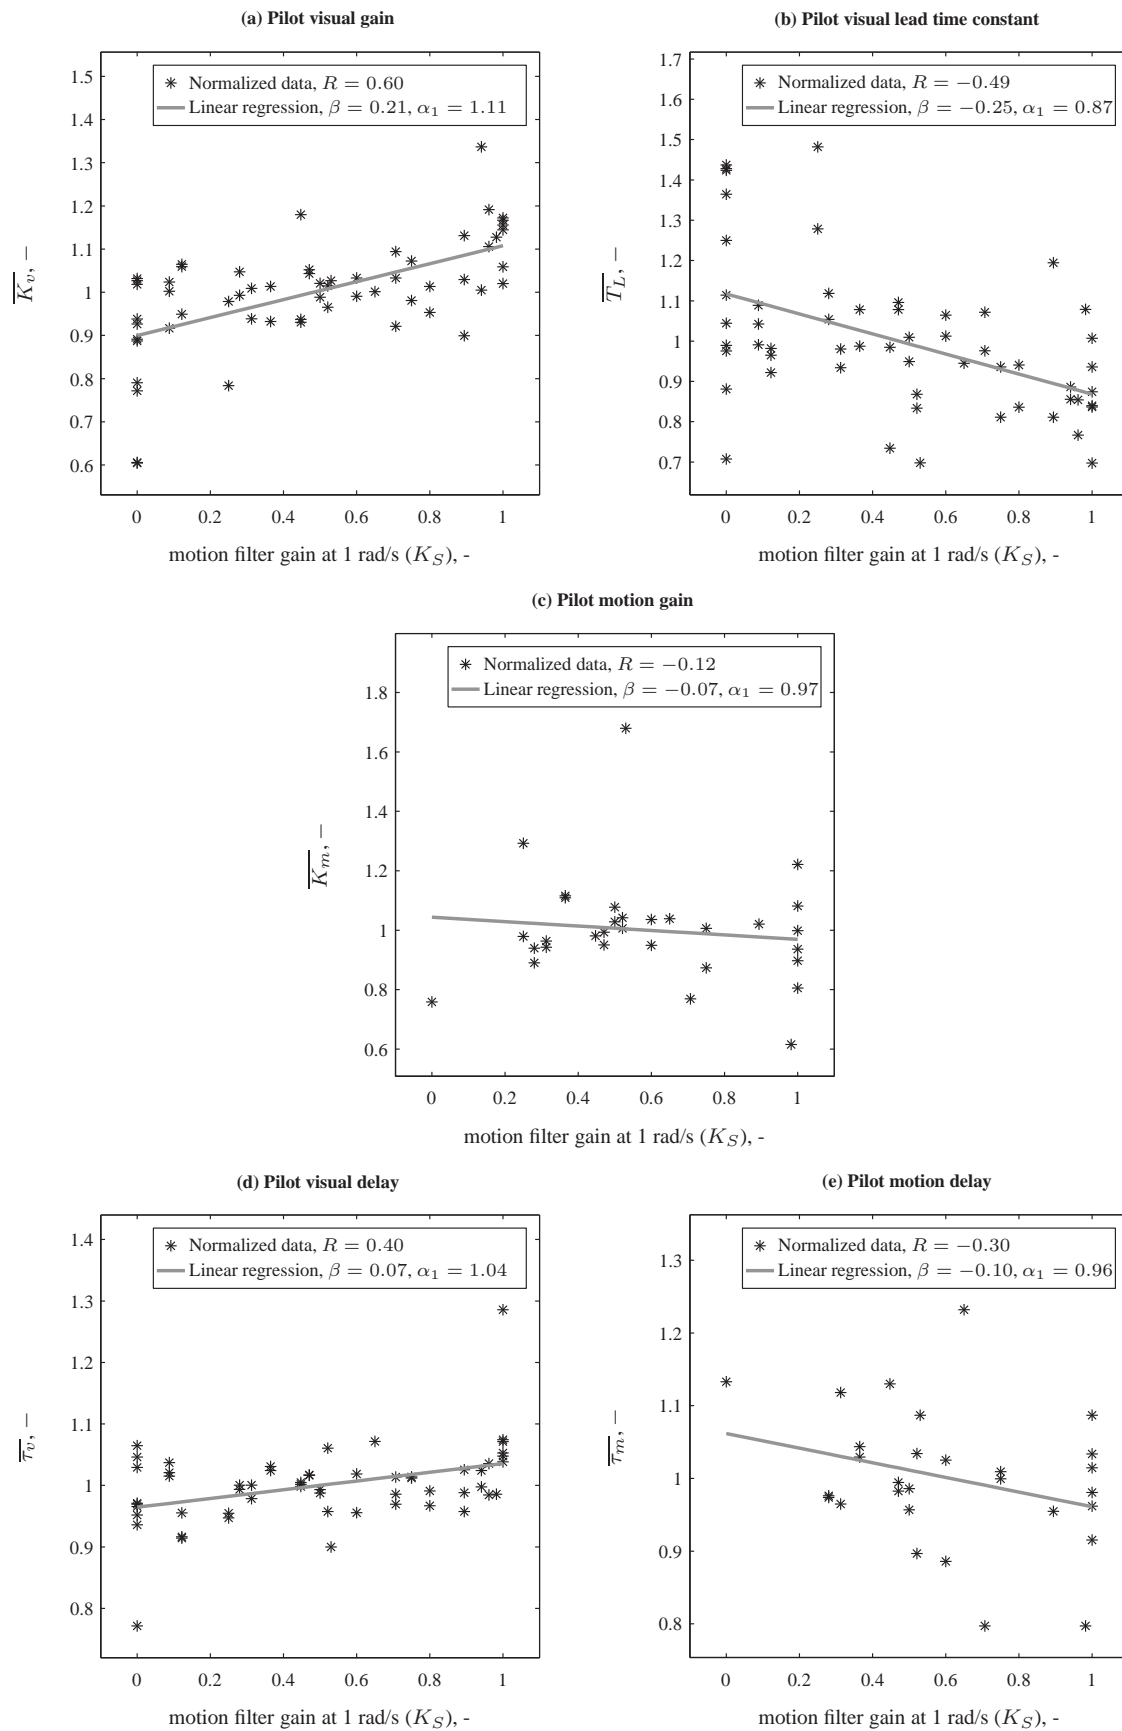 (a) Pilot visual gain
Normalized data, R = 0.60
Linear regression, β = 0.21, α₁ = 1.11
1.5
1.4
1.3
1.2
1.1
1.0
0.9
0.8
0.7
0.6
K̅ᵥ, −
0 0.2 0.4 0.6 0.8 1
motion filter gain at 1 rad/s (K_S), -
(b) Pilot visual lead time constant
Normalized data, R = −0.49
Linear regression, β = −0.25, α₁ = 0.87
1.7
1.6
1.5
1.4
1.3
1.2
1.1
1
0.9
0.8
0.7
T̅_L, −
0 0.2 0.4 0.6 0.8 1
motion filter gain at 1 rad/s (K_S), -
(c) Pilot motion gain
Normalized data, R = −0.12
Linear regression, β = −0.07, α₁ = 0.97
1.8
1.6
1.4
1.2
1
0.8
0.6
K̅ₘ, −
0 0.2 0.4 0.6 0.8 1
motion filter gain at 1 rad/s (K_S), -
(d) Pilot visual delay
Normalized data, R = 0.40
Linear regression, β = 0.07, α₁ = 1.04
1.4
1.3
1.2
1.1
1.0
0.9
0.8
τ̅ᵥ, −
0 0.2 0.4 0.6 0.8 1
motion filter gain at 1 rad/s (K_S), -
(e) Pilot motion delay
Normalized data, R = −0.30
Linear regression, β = −0.10, α₁ = 0.96
1.3
1.2
1.1
1
0.9
0.8
τ̅ₘ, −
0 0.2 0.4 0.6 0.8 1
motion filter gain at 1 rad/s (K_S), -